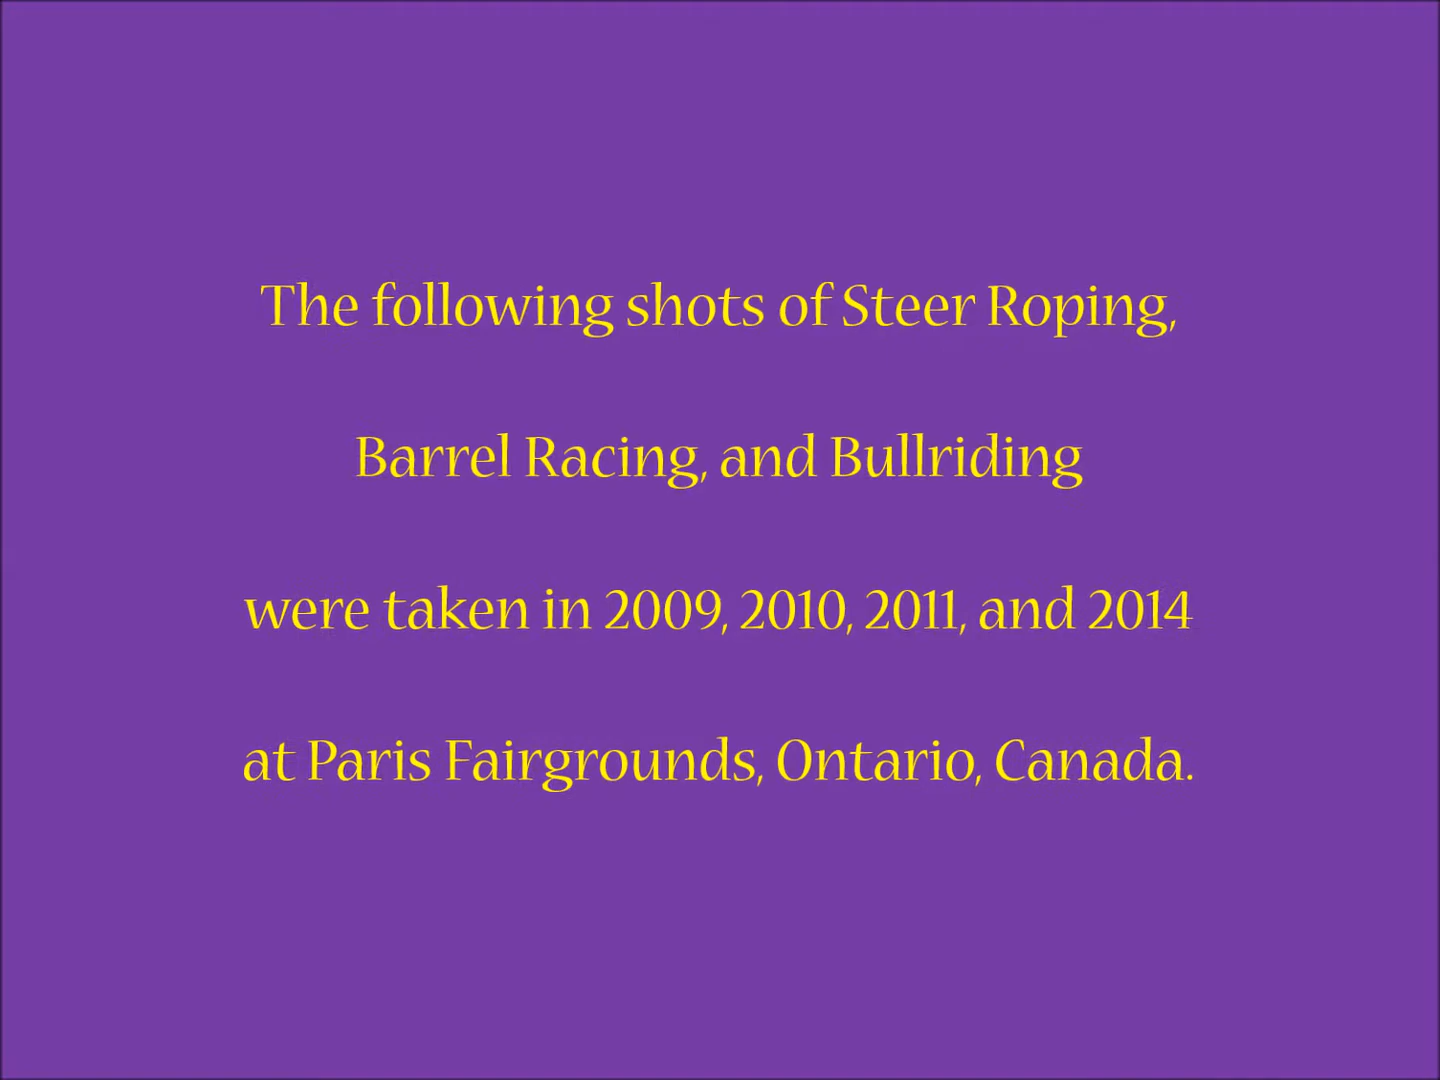 The following shots of Steer Roping,
Barrel Racing, and Bullriding
were taken in 2009, 2010, 2011, and 2014
at Paris Fairgrounds, Ontario, Canada.